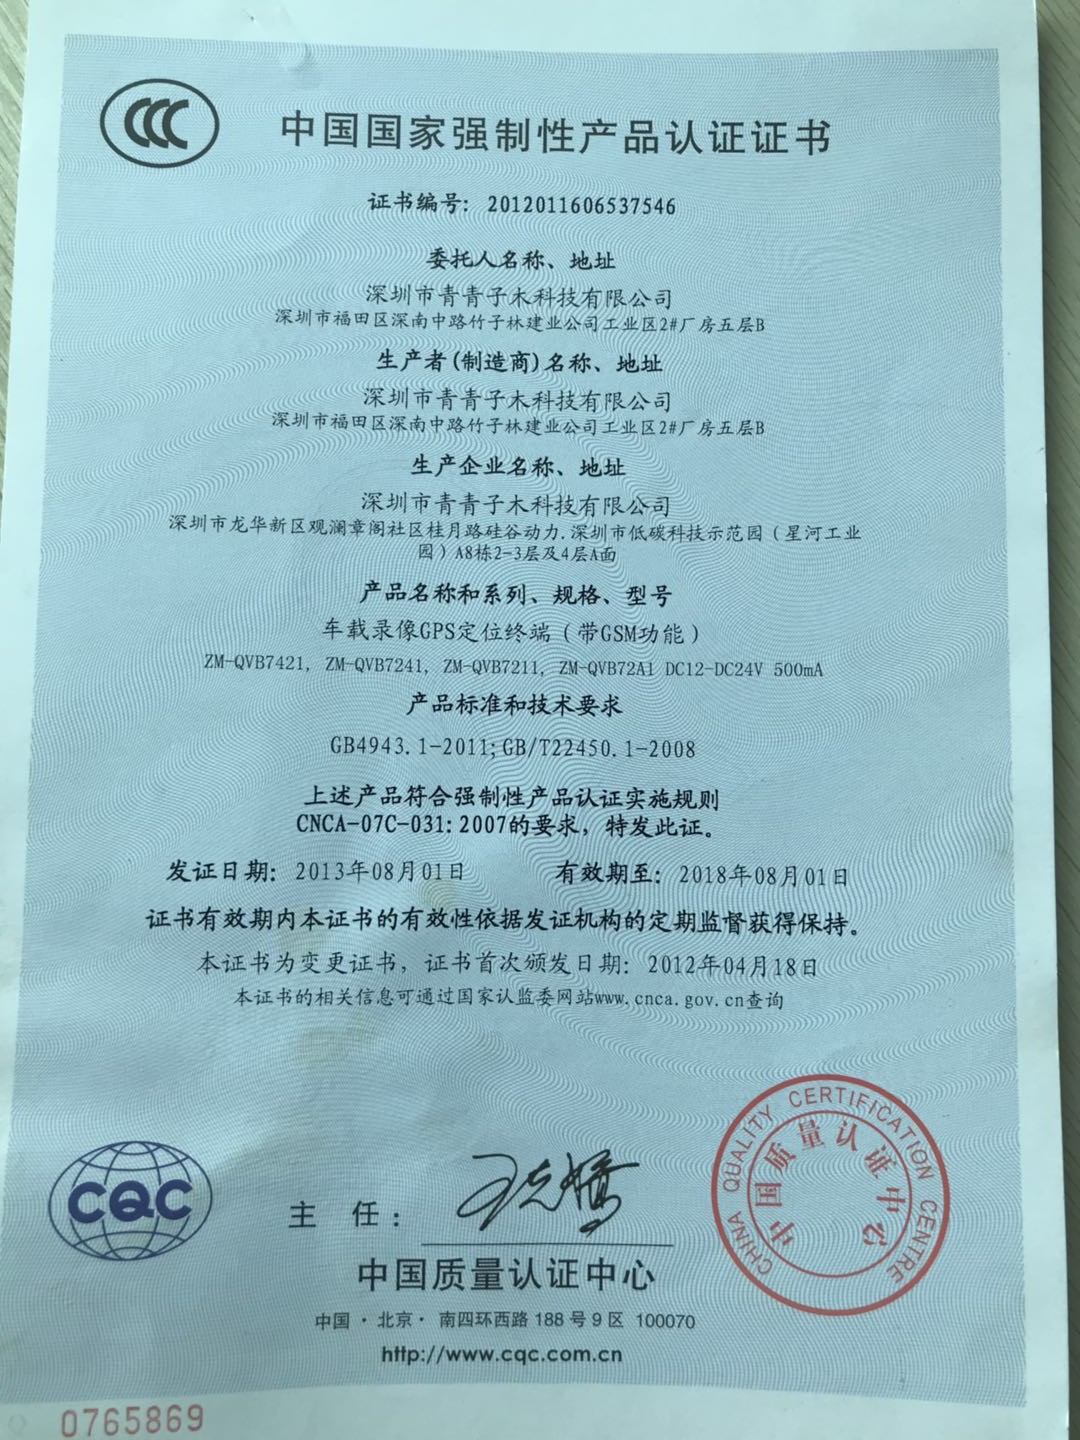 CCC
中国国家强制性产品认证证书
证书编号：2012011606537546
委托人名称、地址
深圳市青青子木科技有限公司
深圳市福田区深南中路竹子林建业公司工业区2#厂房五层B
生产者(制造商)名称、地址
深圳市青青子木科技有限公司
深圳市福田区深南中路竹子林建业公司工业区2#厂房五层B
生产企业名称、地址
深圳市青青子木科技有限公司
深圳市龙华新区观澜章阁社区桂月路硅谷动力.深圳市低碳科技示范园（星河工业
园）A8栋2-3层及4层A面
产品名称和系列、规格、型号
车载录像GPS定位终端（带GSM功能）
ZM-QVB7421, ZM-QVB7241, ZM-QVB7211, ZM-QVB72A1 DC12-DC24V 500mA
产品标准和技术要求
GB4943.1-2011;GB/T22450.1-2008
上述产品符合强制性产品认证实施规则
CNCA-07C-031:2007的要求，特发此证。
发证日期：2013年08月01日 有效期至：2018年08月01日
证书有效期内本证书的有效性依据发证机构的定期监督获得保持。
本证书为变更证书，证书首次颁发日期：2012年04月18日
本证书的相关信息可通过国家认监委网站www.cnca.gov.cn查询
CQC
主 任：
CHINA QUALITY CERTIFICATION CENTRE
中国质量认证中心
中国质量认证中心
中国·北京·南四环西路188号9区 100070
http://www.cqc.com.cn
0765869